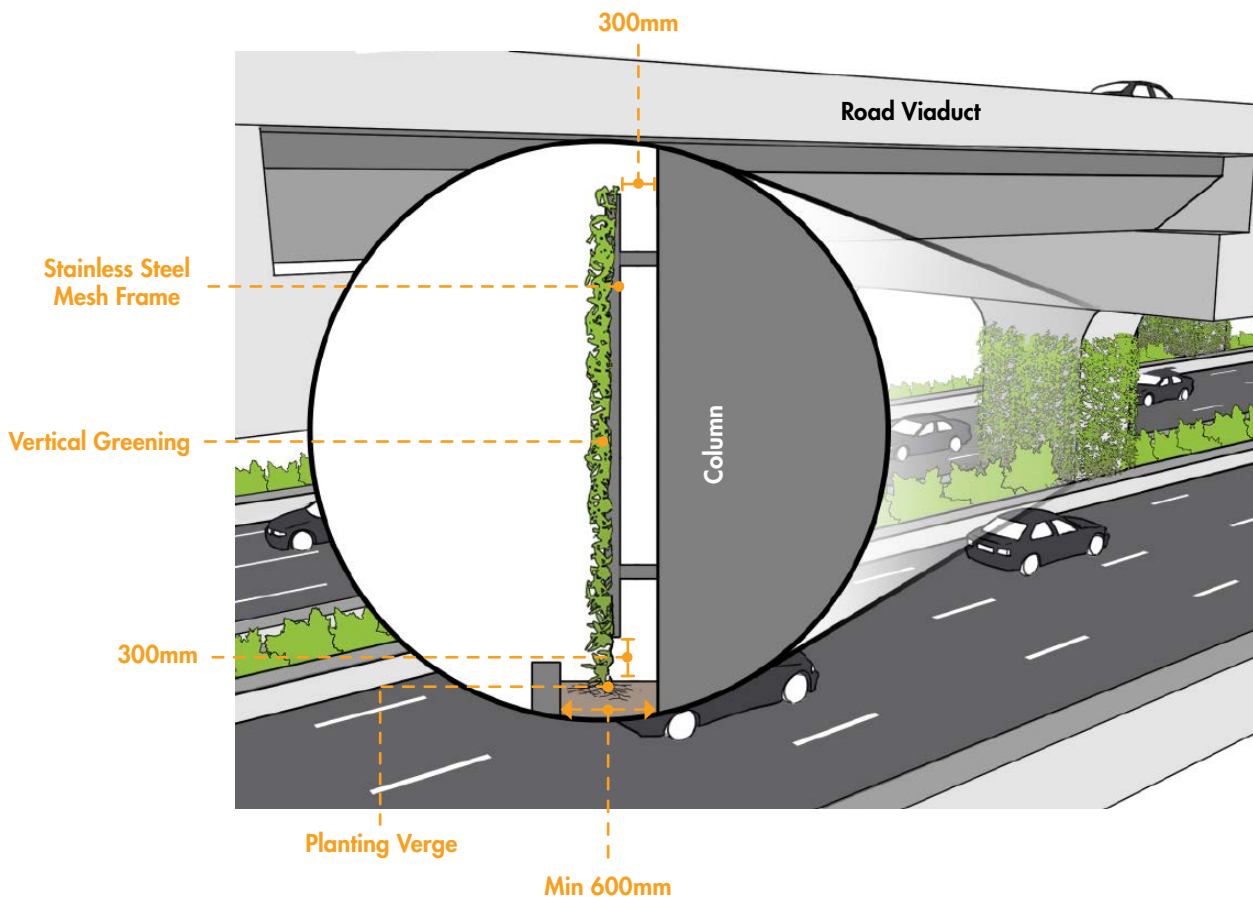 300mm
Road Viaduct
Stainless Steel
Mesh Frame
Vertical Greening
Column
300mm
Planting Verge
Min 600mm